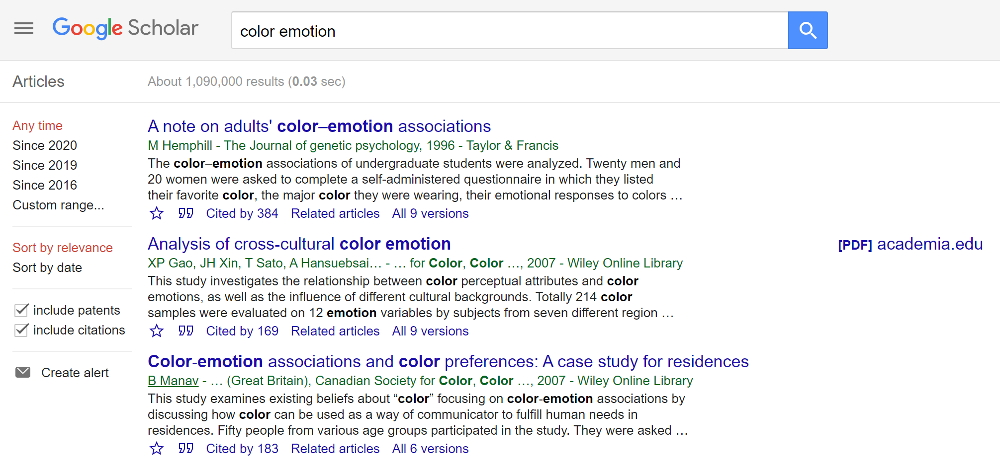 Google Scholar
color emotion
Articles
About 1,090,000 results (0.03 sec)
Any time
Since 2020
Since 2019
Since 2016
Custom range...
Sort by relevance
Sort by date
include patents
include citations
Create alert
A note on adults' color–emotion associations
M Hemphill - The Journal of genetic psychology, 1996 - Taylor & Francis
The color–emotion associations of undergraduate students were analyzed. Twenty men and
20 women were asked to complete a self-administered questionnaire in which they listed
their favorite color, the major color they were wearing, their emotional responses to colors …
Cited by 384 Related articles All 9 versions
Analysis of cross-cultural color emotion
[PDF] academia.edu
XP Gao, JH Xin, T Sato, A Hansuebsai… - … for Color, Color …, 2007 - Wiley Online Library
This study investigates the relationship between color perceptual attributes and color
emotions, as well as the influence of different cultural backgrounds. Totally 214 color
samples were evaluated on 12 emotion variables by subjects from seven different region …
Cited by 169 Related articles All 9 versions
Color-emotion associations and color preferences: A case study for residences
B Manav - … (Great Britain), Canadian Society for Color, Color …, 2007 - Wiley Online Library
This study examines existing beliefs about “color” focusing on color-emotion associations by
discussing how color can be used as a way of communicator to fulfill human needs in
residences. Fifty people from various age groups participated in the study. They were asked …
Cited by 183 Related articles All 6 versions